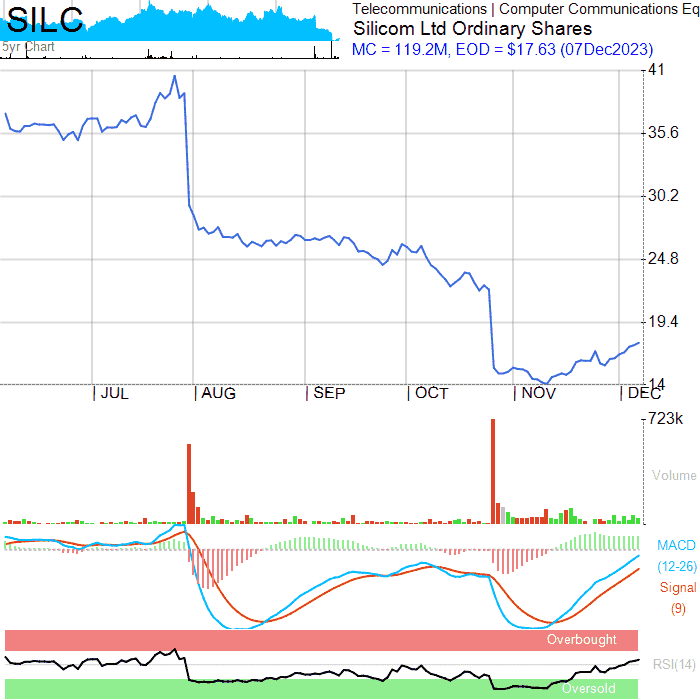 SILC
5yr Chart
Telecommunications | Computer Communications Eq
Silicom Ltd Ordinary Shares
MC = 119.2M, EOD = $17.63 (07Dec2023)
41
35.6
30.2
24.8
19.4
14
JUL
AUG
SEP
OCT
NOV
DEC
723k
Volume
MACD
(12-26)
Signal
(9)
Overbought
RSI(14)
Oversold